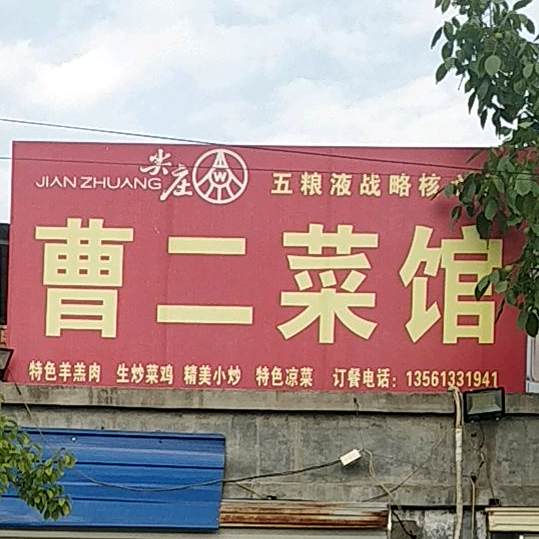 尖庄
JIAN ZHUANG
五粮液战略核
曹二菜馆
特色羊羔肉 生炒菜鸡 精美小炒 特色凉菜 订餐电话：13561331941